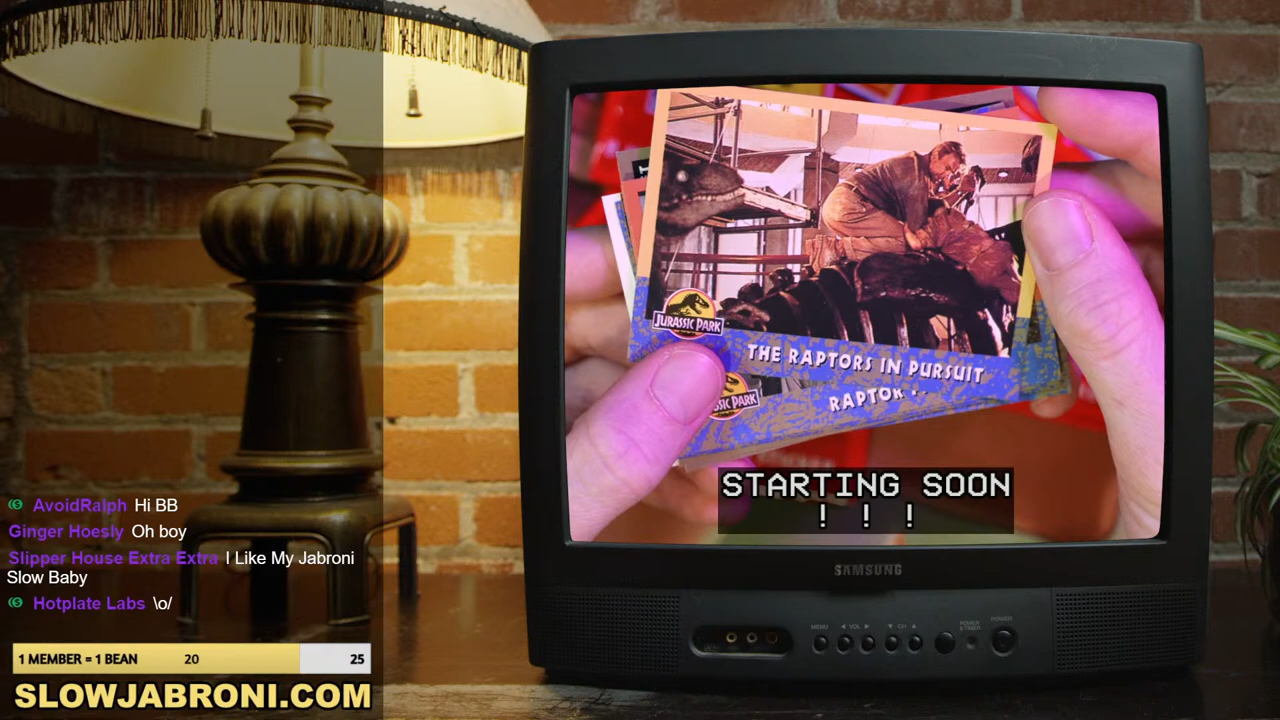 JURASSIC PARK
THE RAPTORS IN PURSUIT
SIC PARK
RAPTOR
STARTING SOON
! ! !
SAMSUNG
MENU
VOL
CH
POWER
AvoidRalph Hi BB
Ginger Hoesly Oh boy
Slipper House Extra Extra I Like My Jabroni
Slow Baby
Hotplate Labs \o/
1 MEMBER = 1 BEAN 20 25
SLOWJABRONI.COM